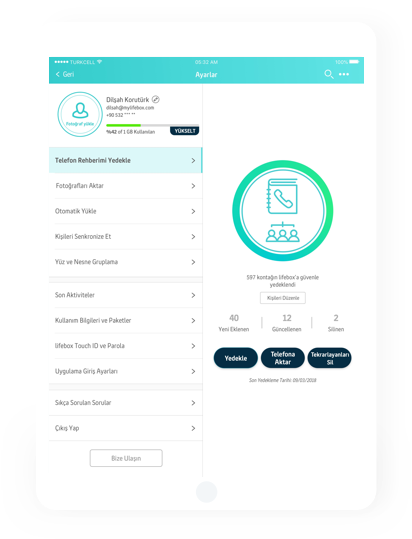 TURKCELL
05:52 AM
100%
Geri
Ayarlar
Dilşah Korutürk
dilsah@mylifebox.com
+90 532 *** **
Fotoğraf yükle
%42 of 1 GB Kullanılan
YÜKSELT
Telefon Rehberimi Yedekle
Fotoğrafları Aktar
Otomatik Yükle
Kişileri Senkronize Et
Yüz ve Nesne Gruplama
Son Aktiviteler
Kullanım Bilgileri ve Paketler
lifebox Touch ID ve Parola
Uygulama Giriş Ayarları
Sıkça Sorulan Sorular
Çıkış Yap
Bize Ulaşın
597 kontağın lifebox'a güvenle
yedeklendi
Kişileri Düzenle
40
Yeni Eklenen
12
Güncellenen
2
Silinen
Yedekle
Telefona
Aktar
Tekrarlayanları
Sil
Son Yedekleme Tarihi: 09/03/2018